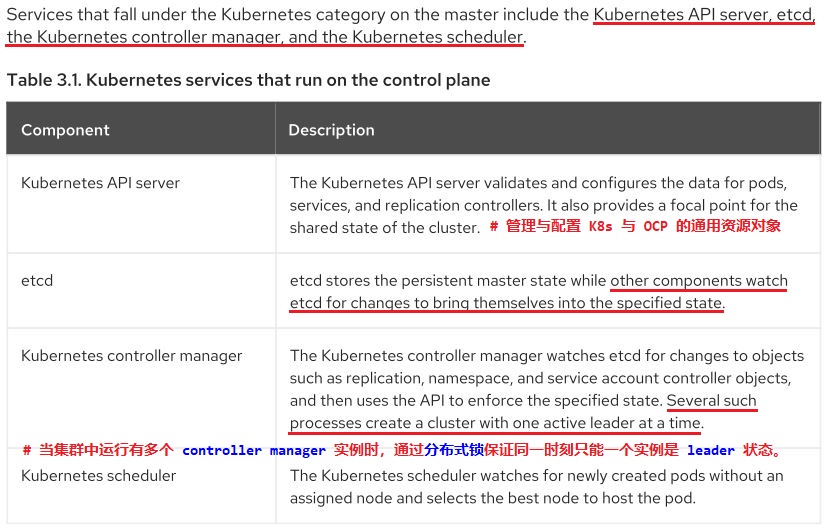 Services that fall under the Kubernetes category on the master include the Kubernetes API server, etcd,
the Kubernetes controller manager, and the Kubernetes scheduler.
Table 3.1. Kubernetes services that run on the control plane
Component
Description
Kubernetes API server
The Kubernetes API server validates and configures the data for pods,
services, and replication controllers. It also provides a focal point for the
shared state of the cluster. # 管理与配置 K8s 与 OCP 的通用资源对象
etcd
etcd stores the persistent master state while other components watch
etcd for changes to bring themselves into the specified state.
Kubernetes controller manager
The Kubernetes controller manager watches etcd for changes to objects
such as replication, namespace, and service account controller objects,
and then uses the API to enforce the specified state. Several such
processes create a cluster with one active leader at a time.
# 当集群中运行有多个 controller manager 实例时，通过分布式锁保证同一时刻只能一个实例是 leader 状态。
Kubernetes scheduler
The Kubernetes scheduler watches for newly created pods without an
assigned node and selects the best node to host the pod.